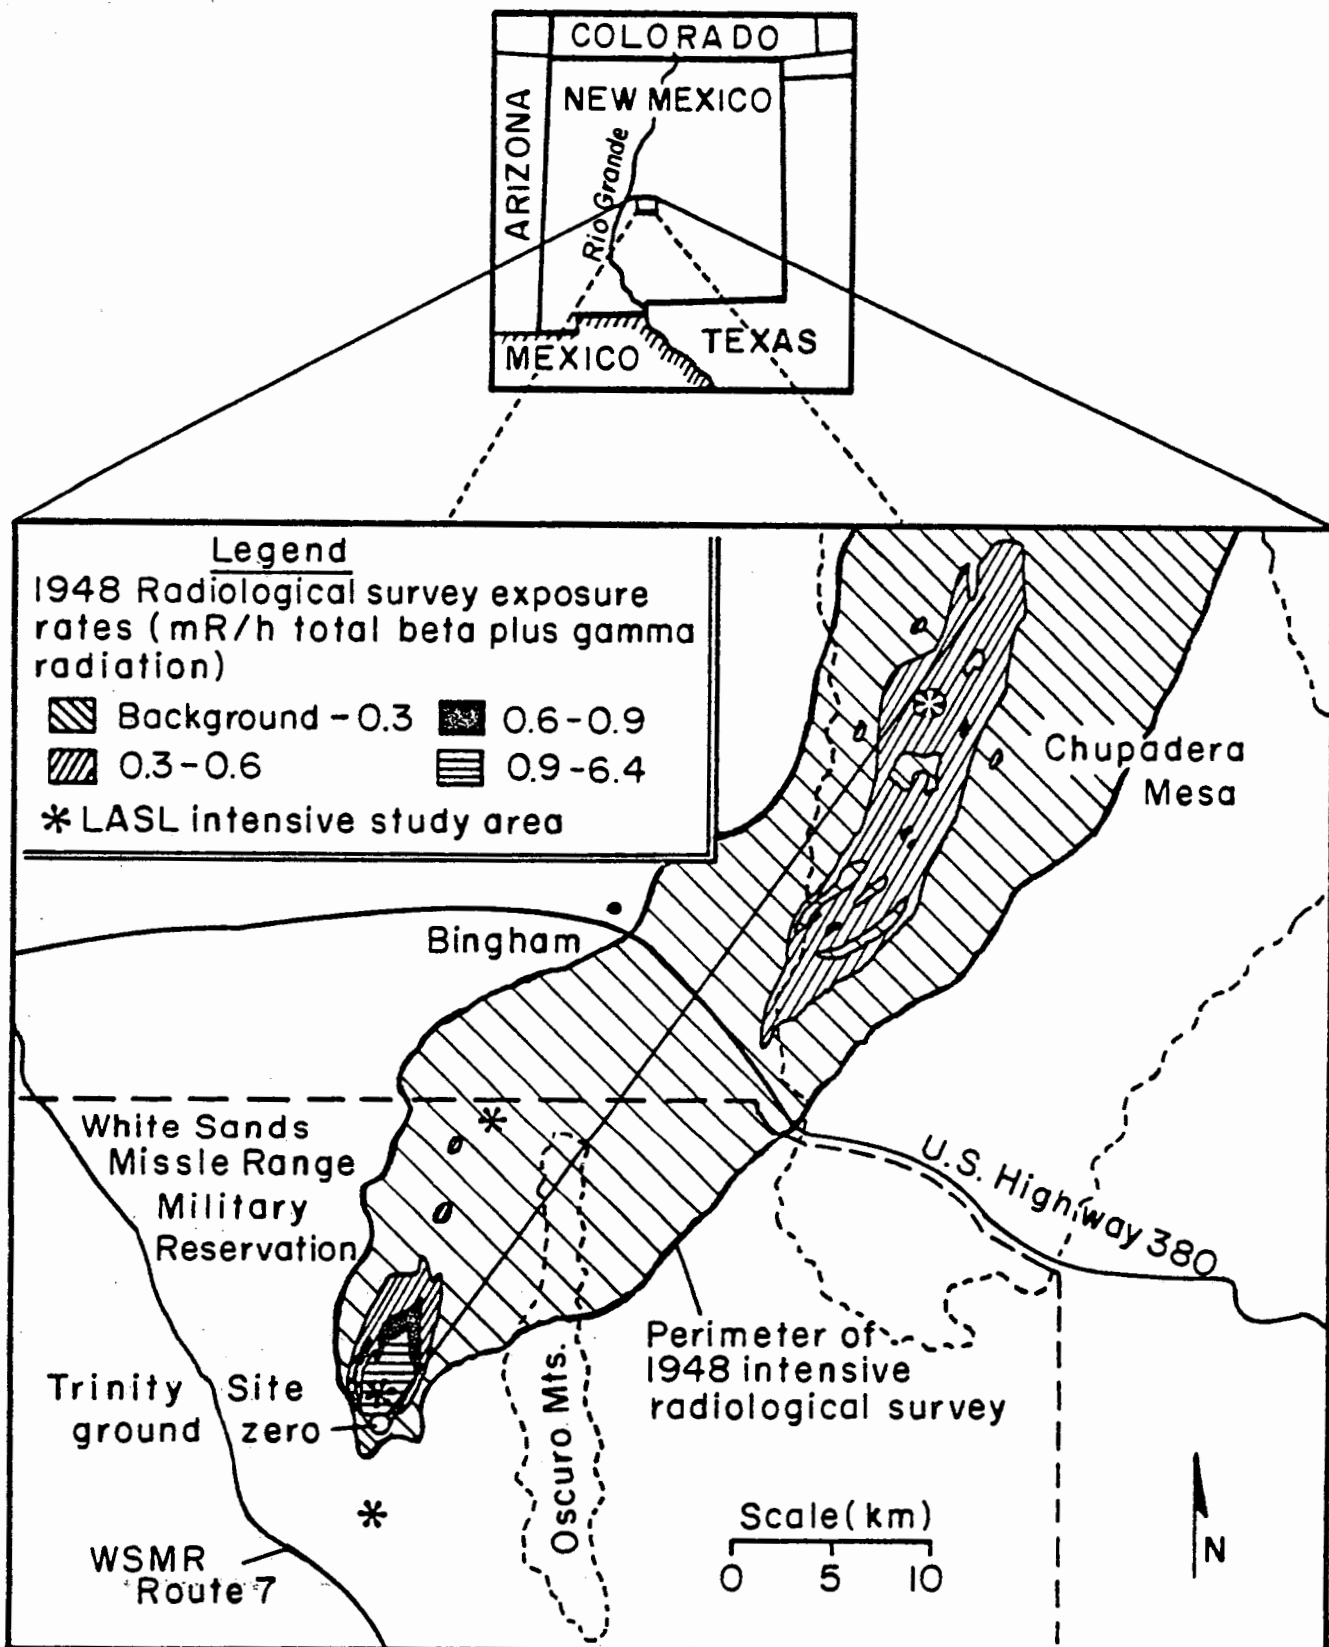 COLORADO
NEW MEXICO
ARIZONA
Rio Grande
TEXAS
MEXICO
Legend
1948 Radiological survey exposure
rates (mR/h total beta plus gamma
radiation)
Background - 0.3
0.6-0.9
0.3-0.6
0.9-6.4
* LASL intensive study area
Chupadera
Mesa
Bingham
White Sands
Missle Range
Military
Reservation
U.S. Highway 380
Perimeter of
1948 intensive
radiological survey
Trinity Site
ground zero
Oscuro Mts.
Scale (km)
0 5 10
N
WSMR
Route 7